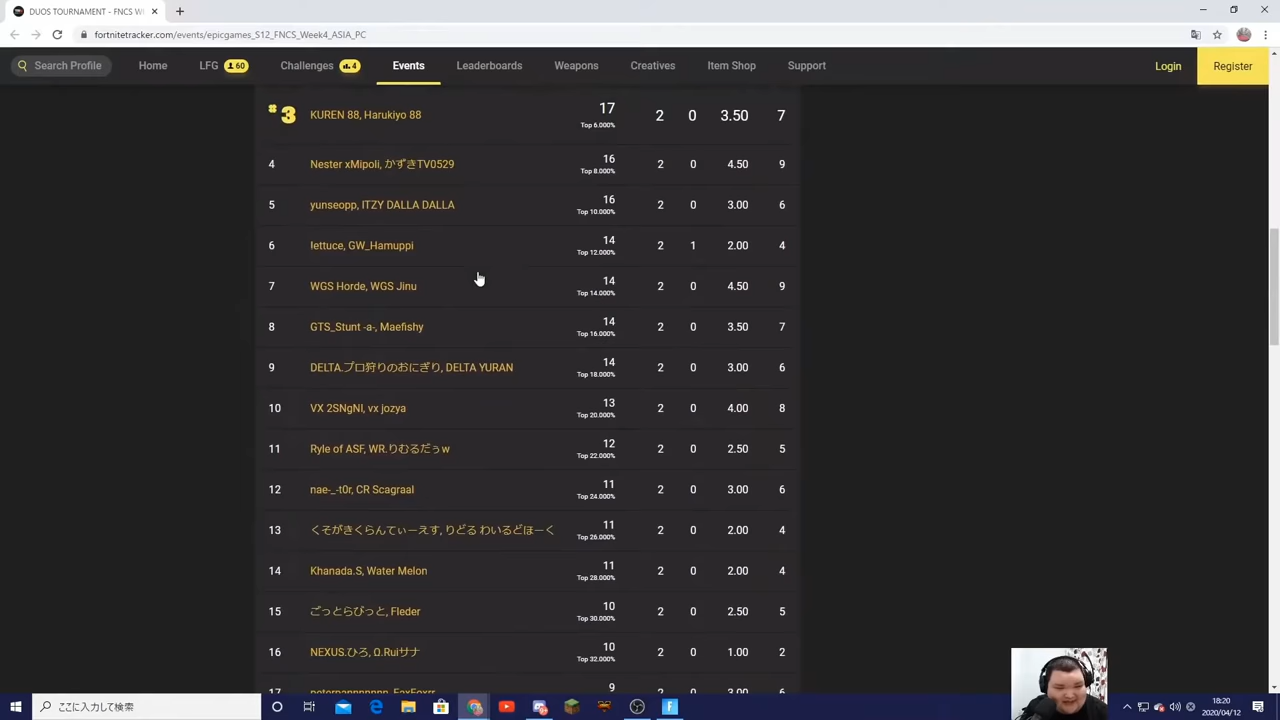 DUOS TOURNAMENT - FNCS W
fortnitetracker.com/events/epicgames_S12_FNCS_Week4_ASIA_PC
Search Profile Home LFG 60 Challenges 4 Events Leaderboards Weapons Creatives Item Shop Support Login Register
#3 KUREN 88, Harukiyo 88 17 2 0 3.50 7
Top 6.000%
4 Nester xMipoli, かずきTV0529 16 2 0 4.50 9
Top 8.000%
5 yunseopp, ITZY DALLA DALLA 16 2 0 3.00 6
Top 10.000%
6 lettuce, GW_Hamuppi 14 2 1 2.00 4
Top 12.000%
7 WGS Horde, WGS Jinu 14 2 0 4.50 9
Top 14.000%
8 GTS_Stunt -a-, Maefishy 14 2 0 3.50 7
Top 16.000%
9 DELTA.プロ狩りのおにぎり, DELTA YURAN 14 2 0 3.00 6
Top 18.000%
10 VX 2SNgNI, vx jozya 13 2 0 4.00 8
Top 20.000%
11 Ryle of ASF, WR.りむるだぅw 12 2 0 2.50 5
Top 22.000%
12 nae-_-t0r, CR Scagraal 11 2 0 3.00 6
Top 24.000%
13 くそがきくらんてぃーえす, りどる わいるどほーく 11 2 0 2.00 4
Top 26.000%
14 Khanada.S, Water Melon 11 2 0 2.00 4
Top 28.000%
15 ごっとらびっと, Fleder 10 2 0 2.50 5
Top 30.000%
16 NEXUS.ひろ, Ω.Ruiサナ 10 2 0 1.00 2
Top 32.000%
17 9 2 0 3.00 6
ここに入力して検索
18:20
2020/04/12